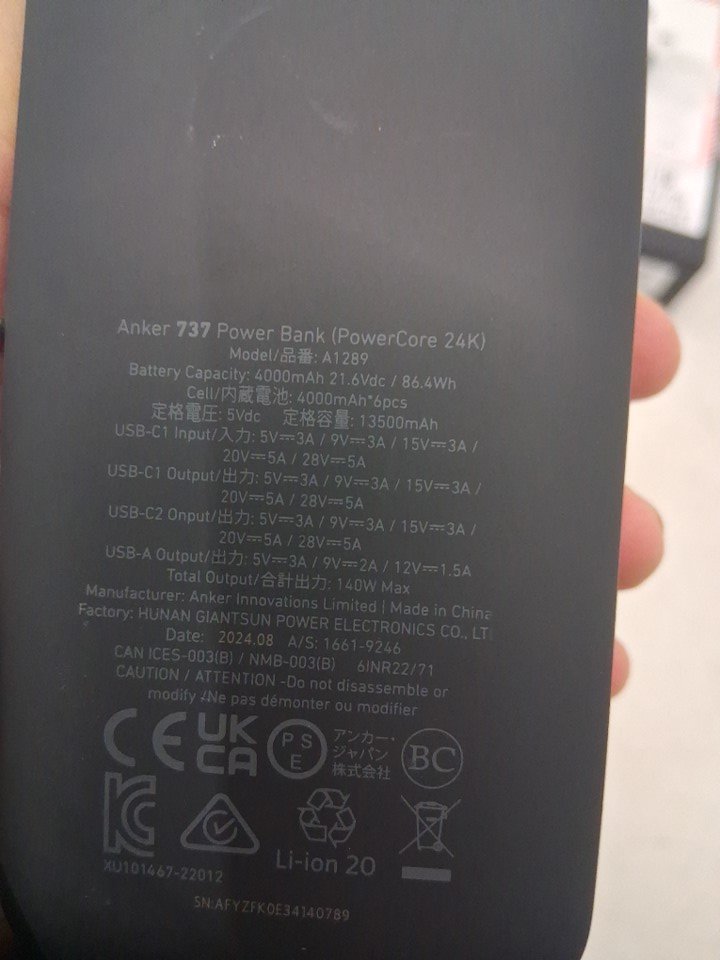 Anker 737 Power Bank (PowerCore 24K)
Model/品番: A1289
Battery Capacity: 4000mAh 21.6Vdc / 86.4Wh
Cell/内蔵電池: 4000mAh*6pcs
定格電圧: 5Vdc 定格容量: 13500mAh
USB-C1 Input/入力: 5V⎓3A / 9V⎓3A / 15V⎓3A /
20V⎓5A / 28V⎓5A
USB-C1 Output/出力: 5V⎓3A / 9V⎓3A / 15V⎓3A /
20V⎓5A / 28V⎓5A
USB-C2 Onput/出力: 5V⎓3A / 9V⎓3A / 15V⎓3A /
20V⎓5A / 28V⎓5A
USB-A Output/出力: 5V⎓3A / 9V⎓2A / 12V⎓1.5A
Total Output/合計出力: 140W Max
Manufacturer: Anker Innovations Limited | Made in China
Factory: HUNAN GIANTSUN POWER ELECTRONICS CO., LT
Date: 2024.08 A/S: 1661-9246
CAN ICES-003(B) / NMB-003(B) 6INR22/71
CAUTION / ATTENTION -Do not disassemble or
modify /Ne pas démonter ou modifier
CE UK CA PSE アンカー・
ジャパン
株式会社 BC
KC
Li-ion 20
XU101467-22012
SN:AFYZFK0E34140789